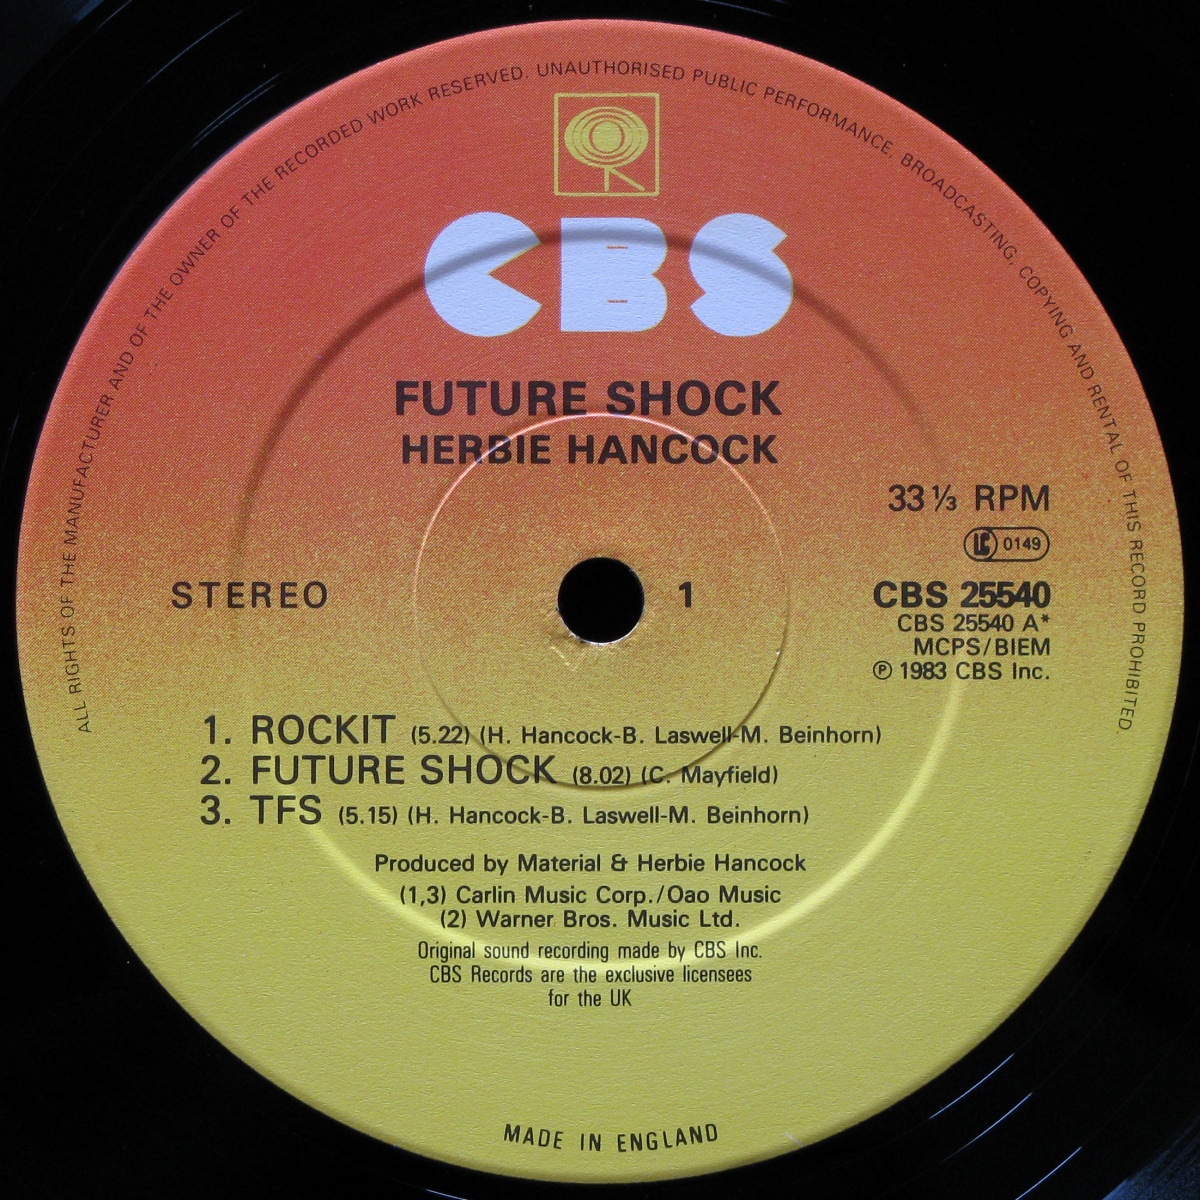 ALL RIGHTS OF THE MANUFACTURER AND OF THE OWNER OF THE RECORDED WORK RESERVED. UNAUTHORISED PUBLIC PERFORMANCE, BROADCASTING, COPYING AND RENTAL OF THIS RECORD PROHIBITED.
CBS
FUTURE SHOCK
HERBIE HANCOCK
33⅓ RPM
LC 0149
STEREO
1
CBS 25540
CBS 25540 A*
MCPS/BIEM
℗ 1983 CBS Inc.
1. ROCKIT (5.22) (H. Hancock-B. Laswell-M. Beinhorn)
2. FUTURE SHOCK (8.02) (C. Mayfield)
3. TFS (5.15) (H. Hancock-B. Laswell-M. Beinhorn)
Produced by Material & Herbie Hancock
(1,3) Carlin Music Corp./Oao Music
(2) Warner Bros. Music Ltd.
Original sound recording made by CBS Inc.
CBS Records are the exclusive licensees
for the UK
MADE IN ENGLAND